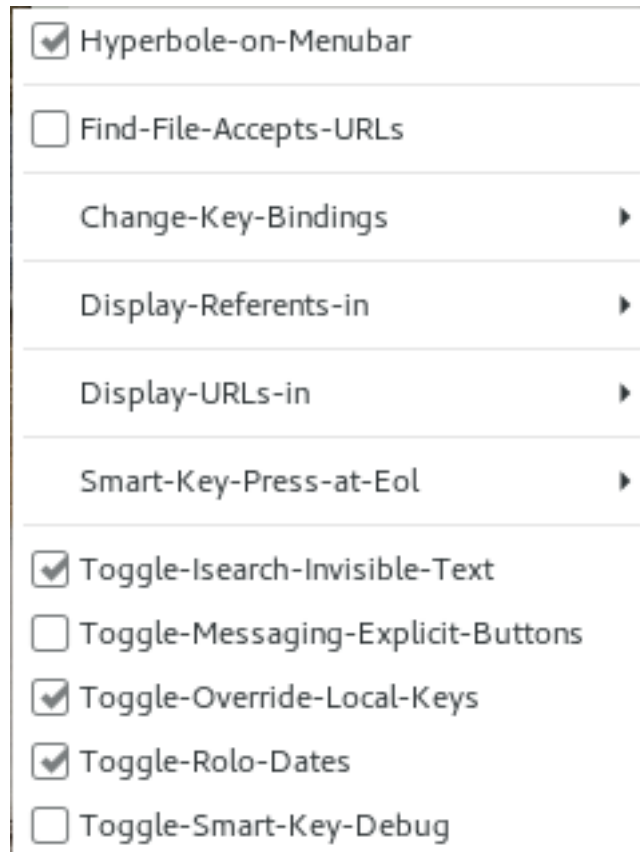 Hyperbole-on-Menubar
Find-File-Accepts-URLs
Change-Key-Bindings
Display-Referents-in
Display-URLs-in
Smart-Key-Press-at-Eol
Toggle-Isearch-Invisible-Text
Toggle-Messaging-Explicit-Buttons
Toggle-Override-Local-Keys
Toggle-Rolo-Dates
Toggle-Smart-Key-Debug